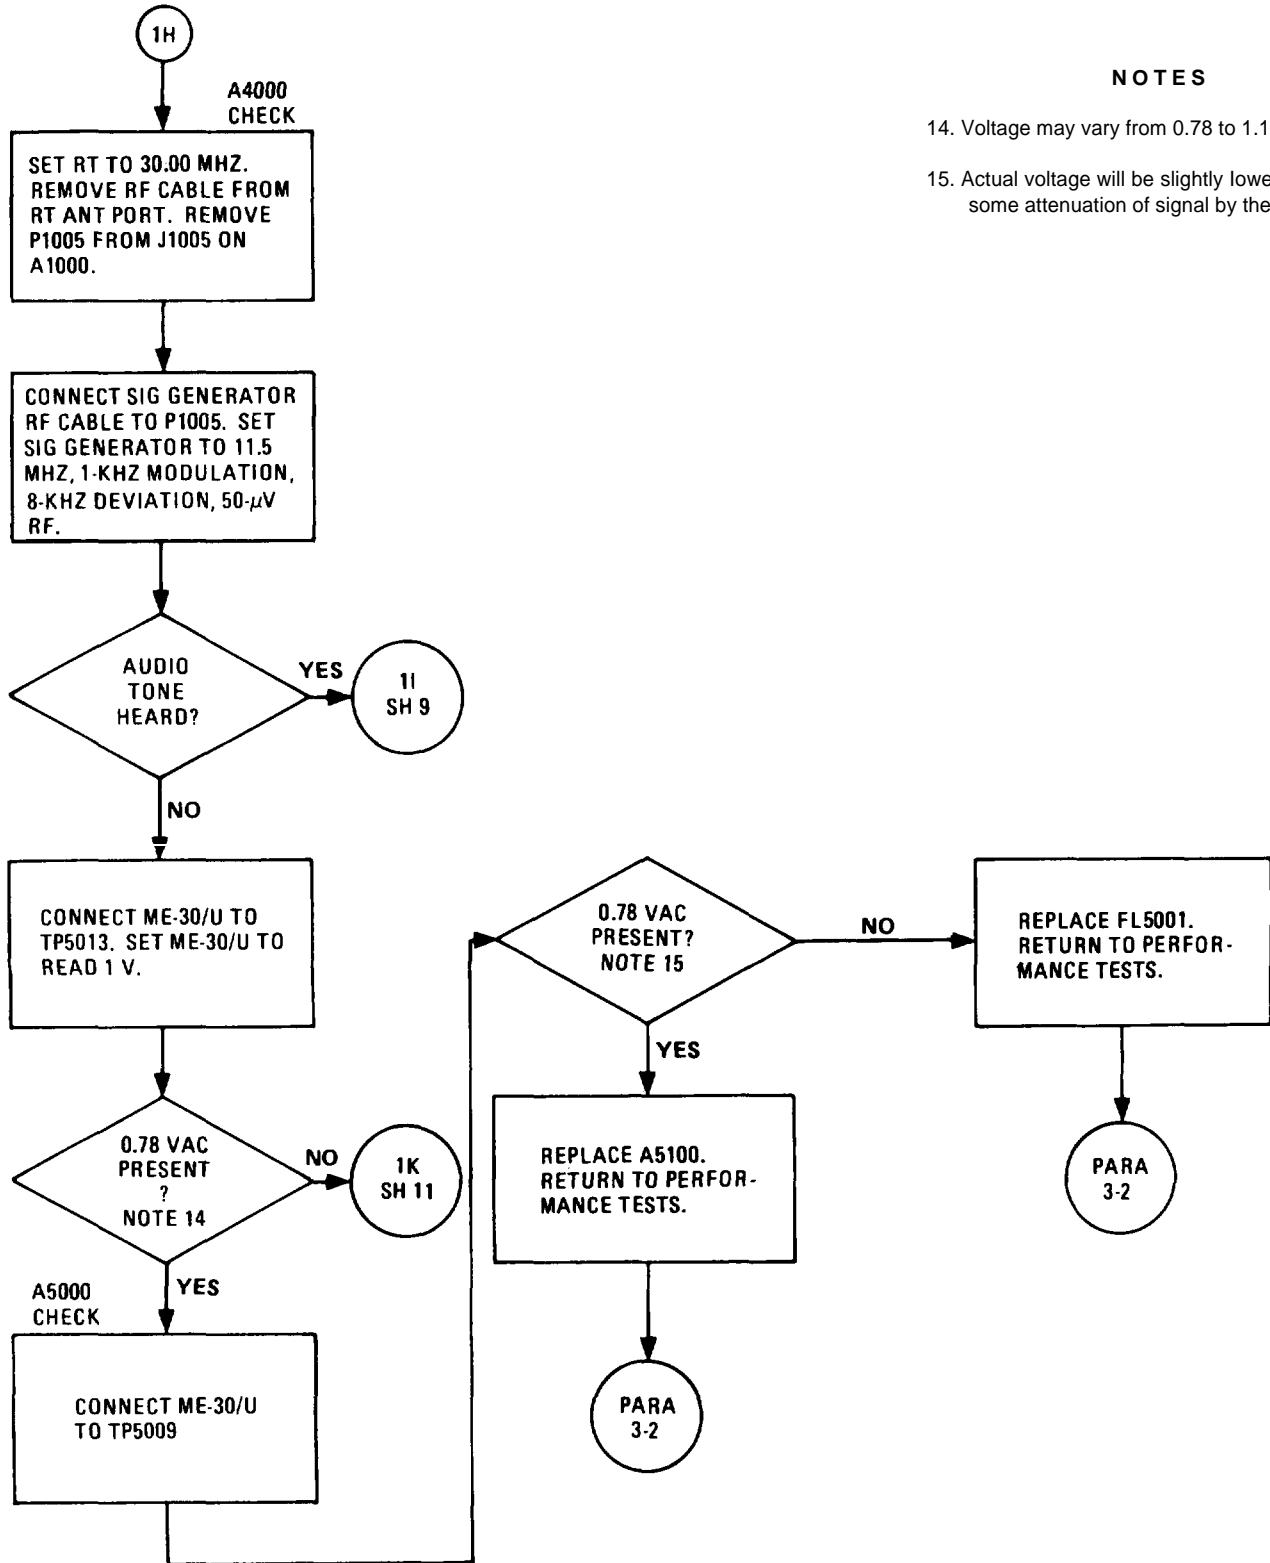 1H
A4000
CHECK
SET RT TO 30.00 MHZ.
REMOVE RF CABLE FROM
RT ANT PORT. REMOVE
P1005 FROM J1005 ON
A1000.
CONNECT SIG GENERATOR
RF CABLE TO P1005. SET
SIG GENERATOR TO 11.5
MHZ, 1-KHZ MODULATION,
8-KHZ DEVIATION, 50-µV
RF.
AUDIO
TONE
HEARD?
YES
1I
SH 9
NO
CONNECT ME-30/U TO
TP5013. SET ME-30/U TO
READ 1 V.
0.78 VAC
PRESENT
?
NOTE 14
NO
1K
SH 11
YES
A5000
CHECK
CONNECT ME-30/U
TO TP5009
0.78 VAC
PRESENT?
NOTE 15
NO
YES
REPLACE A5100.
RETURN TO PERFOR-
MANCE TESTS.
PARA
3-2
REPLACE FL5001.
RETURN TO PERFOR-
MANCE TESTS.
PARA
3-2
NOTES
14. Voltage may vary from 0.78 to 1.1
15. Actual voltage will be slightly lowe
some attenuation of signal by the